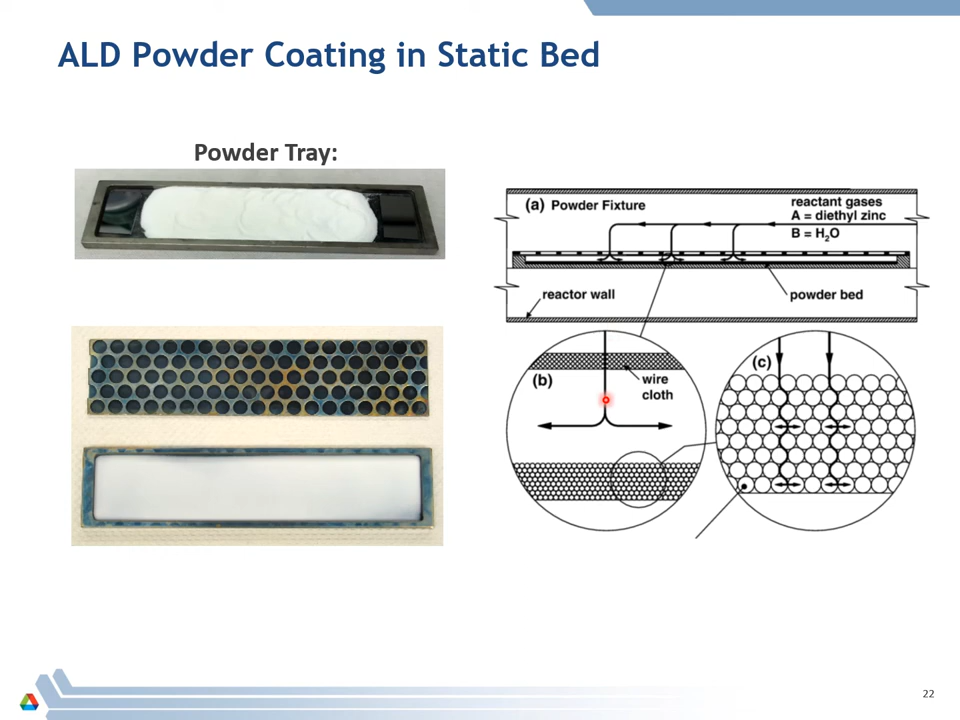 ALD Powder Coating in Static Bed
Powder Tray:
(a) Powder Fixture
reactant gases
A = diethyl zinc
B = H₂O
reactor wall
powder bed
(b)
wire
cloth
(c)
22